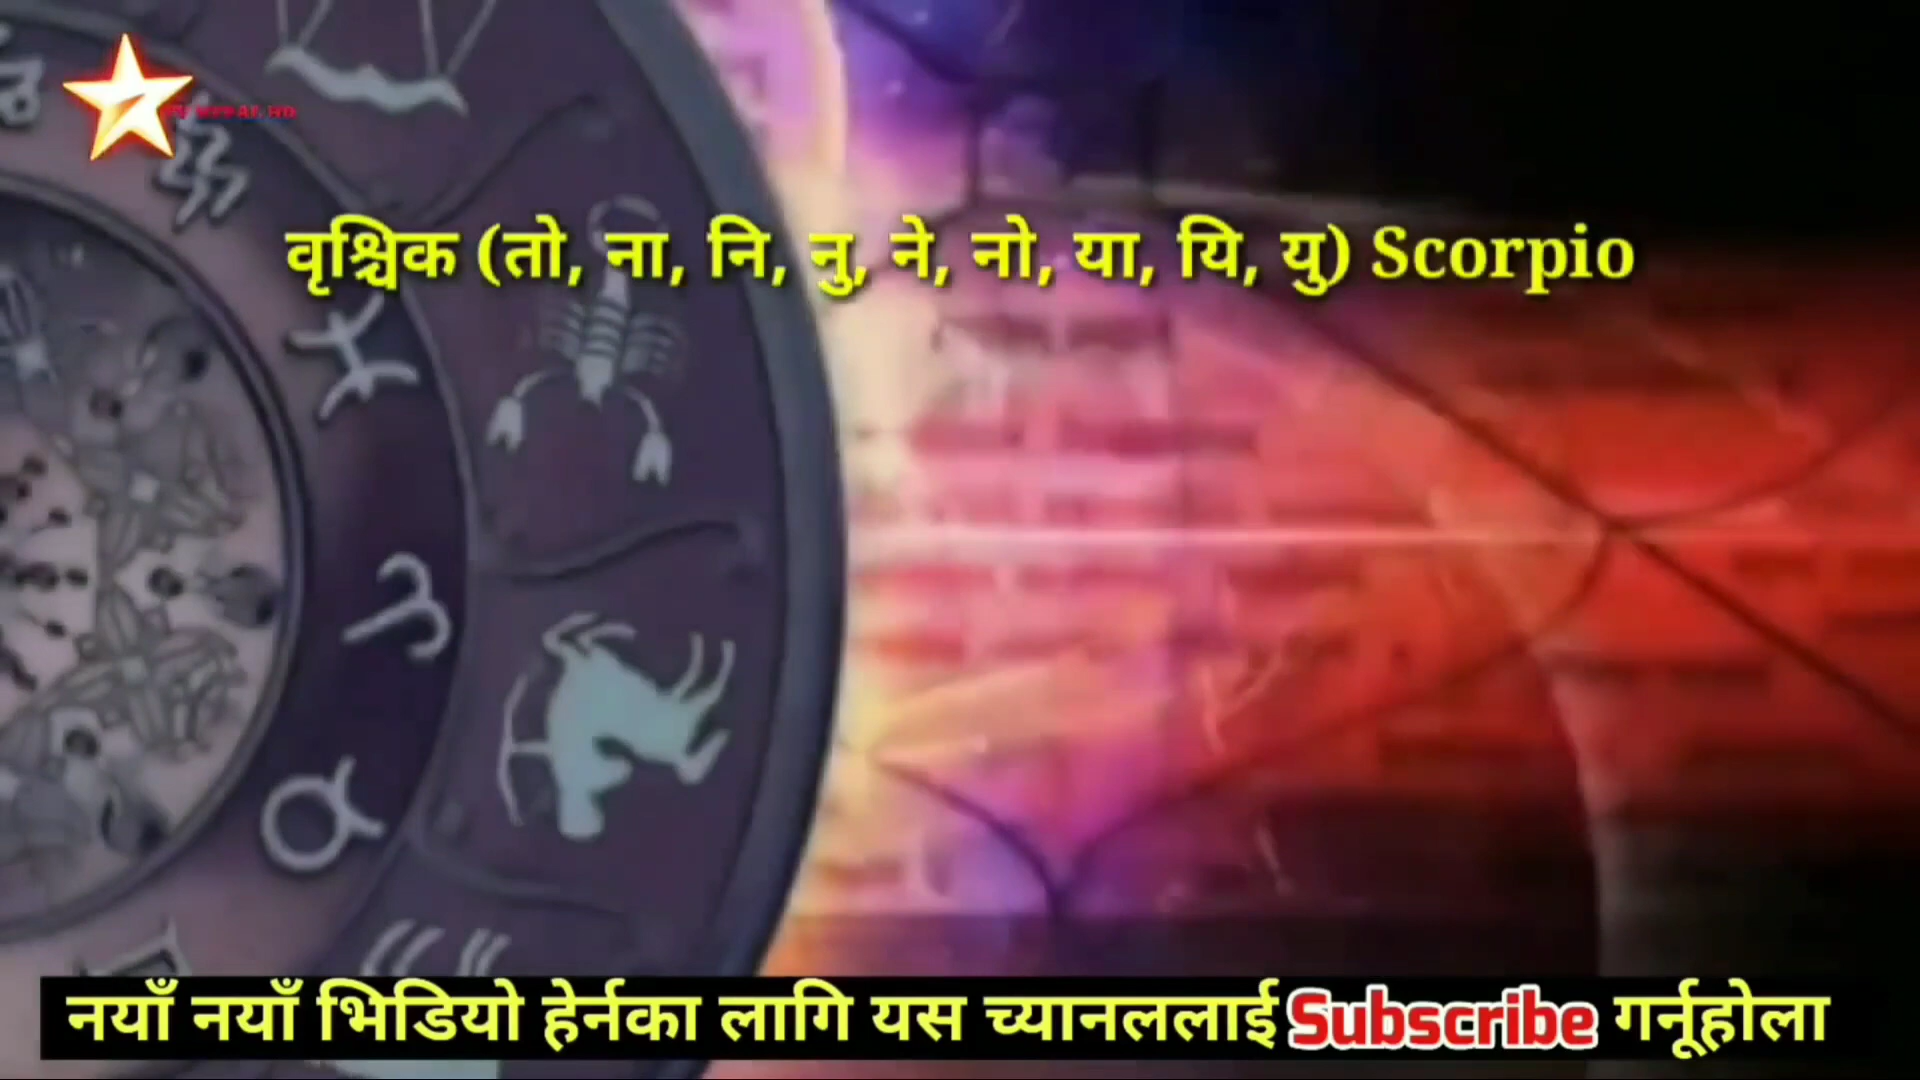 वृश्चिक (तो, ना, नि, नु, ने, नो, या, यि, यु) Scorpio
नयाँ नयाँ भिडियो हेर्नका लागि यस च्यानललाई Subscribe गर्नूहोला